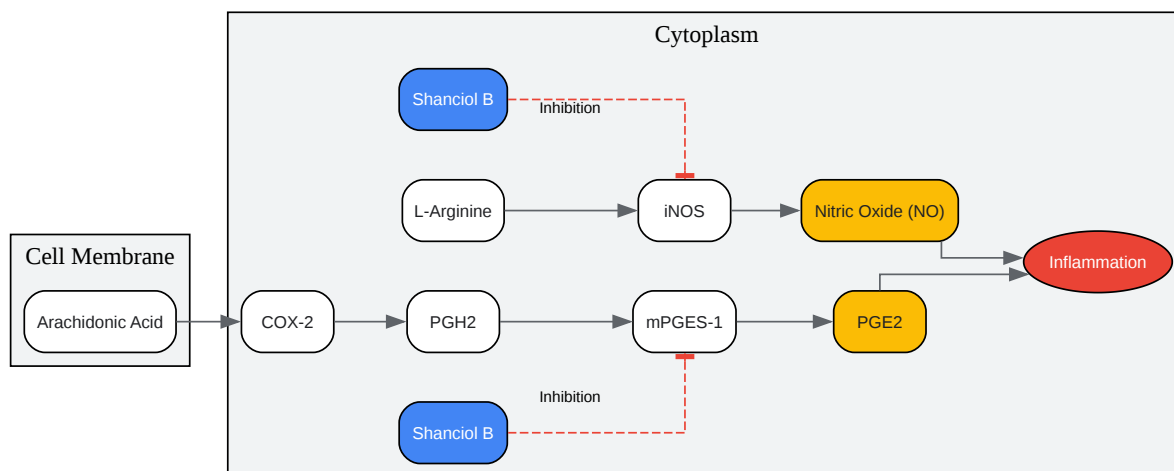 Cytoplasm
Shanciol B
Inhibition
L-Arginine
iNOS
Nitric Oxide (NO)
Cell Membrane
Inflammation
Arachidonic Acid
COX-2
PGH2
mPGES-1
PGE2
Inhibition
Shanciol B